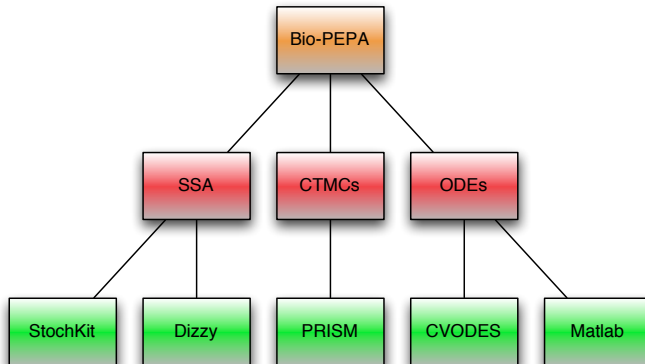 Bio-PEPA
SSA
CTMCs
ODEs
StochKit
Dizzy
PRISM
CVODES
Matlab